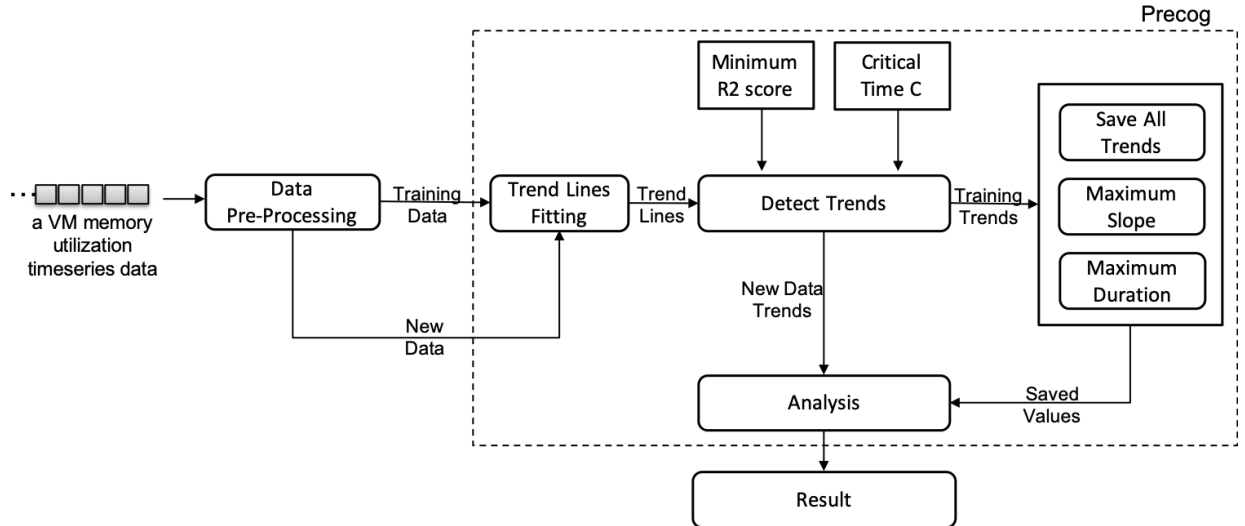 Precog
Minimum
R2 score
Critical
Time C
Save All
Trends
Maximum
Slope
Maximum
Duration
a VM memory
utilization
timeseries data
Data
Pre-Processing
Training
Data
Trend Lines
Fitting
Trend
Lines
Detect Trends
Training
Trends
New
Data
New Data
Trends
Analysis
Saved
Values
Result